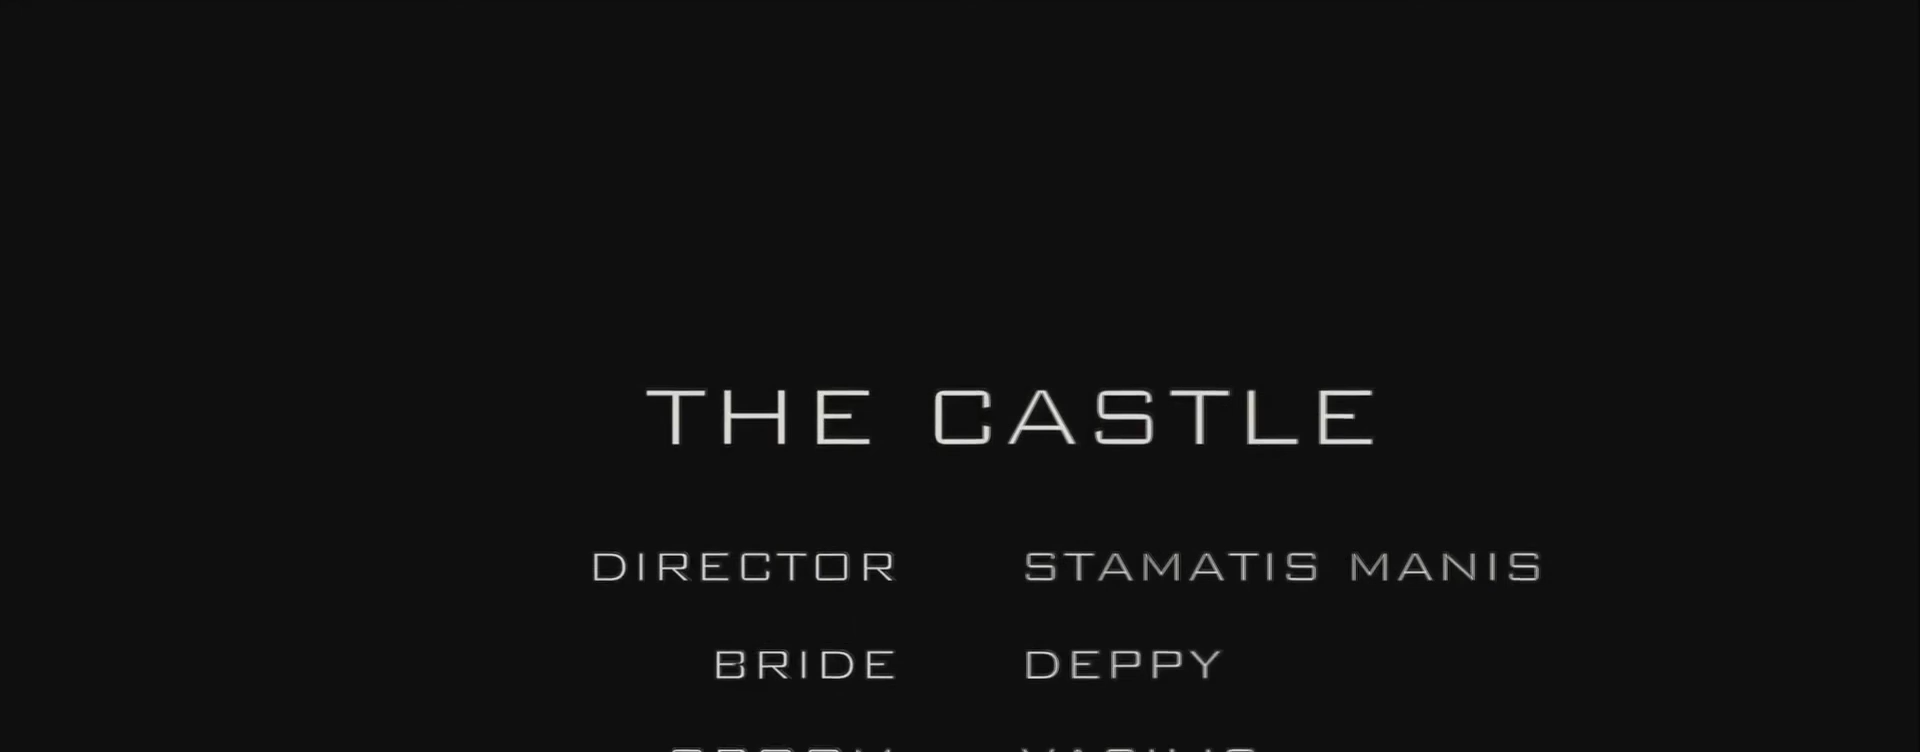 THE CASTLE
DIRECTOR STAMATIS MANIS
BRIDE DEPPY